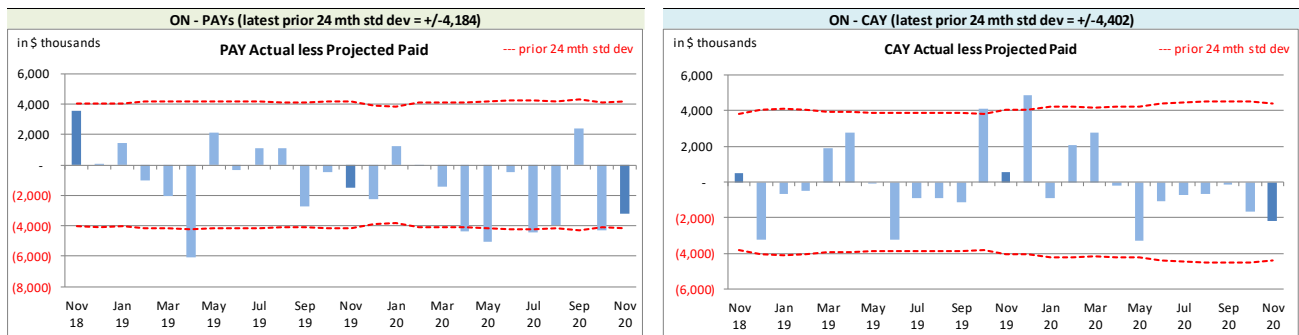 ON - PAYs (latest prior 24 mth std dev = +/-4,184)
in $ thousands
PAY Actual less Projected Paid
--- prior 24 mth std dev
6,000
4,000
2,000
-
(2,000)
(4,000)
(6,000)
(8,000)
Nov Jan Mar May Jul Sep Nov Jan Mar May Jul Sep Nov
18 19 19 19 19 19 19 20 20 20 20 20 20
ON - CAY (latest prior 24 mth std dev = +/-4,402)
in $ thousands
CAY Actual less Projected Paid
--- prior 24 mth std dev
6,000
4,000
2,000
-
(2,000)
(4,000)
(6,000)
Nov Jan Mar May Jul Sep Nov Jan Mar May Jul Sep Nov
18 19 19 19 19 19 19 20 20 20 20 20 20